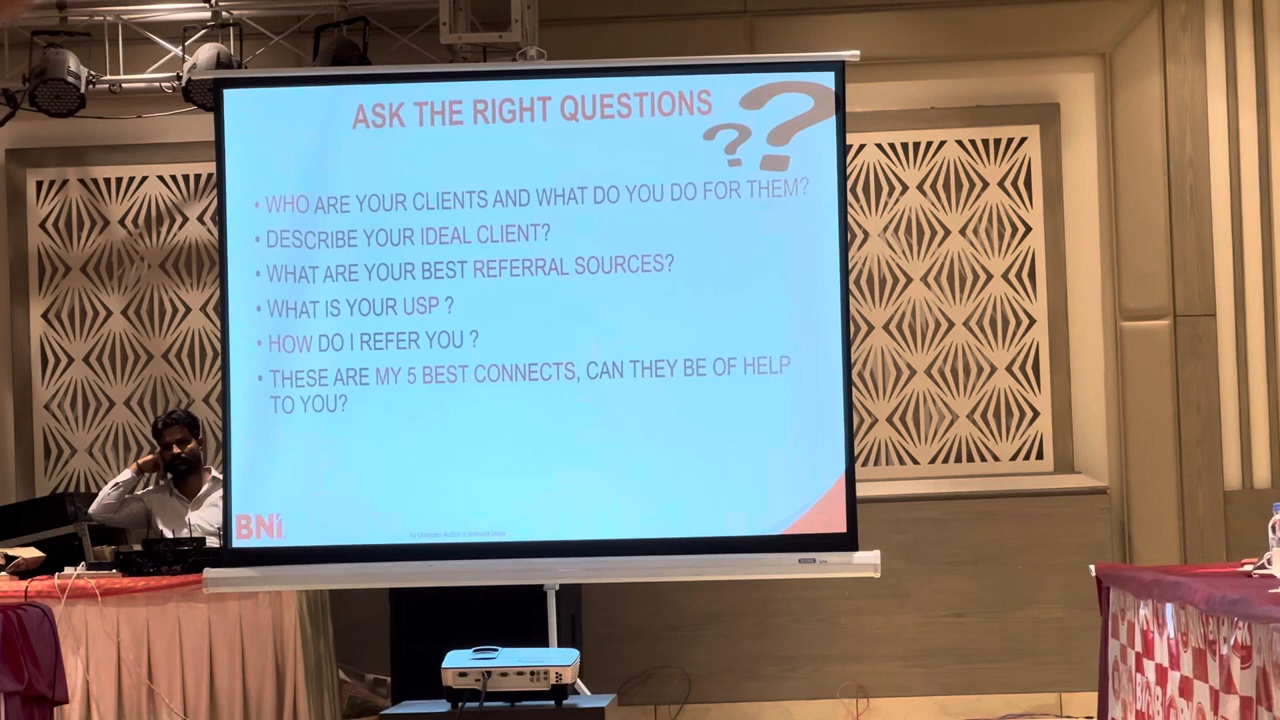 ASK THE RIGHT QUESTIONS
??
• WHO ARE YOUR CLIENTS AND WHAT DO YOU DO FOR THEM?
• DESCRIBE YOUR IDEAL CLIENT?
• WHAT ARE YOUR BEST REFERRAL SOURCES?
• WHAT IS YOUR USP ?
• HOW DO I REFER YOU ?
• THESE ARE MY 5 BEST CONNECTS, CAN THEY BE OF HELP
TO YOU?
BNI